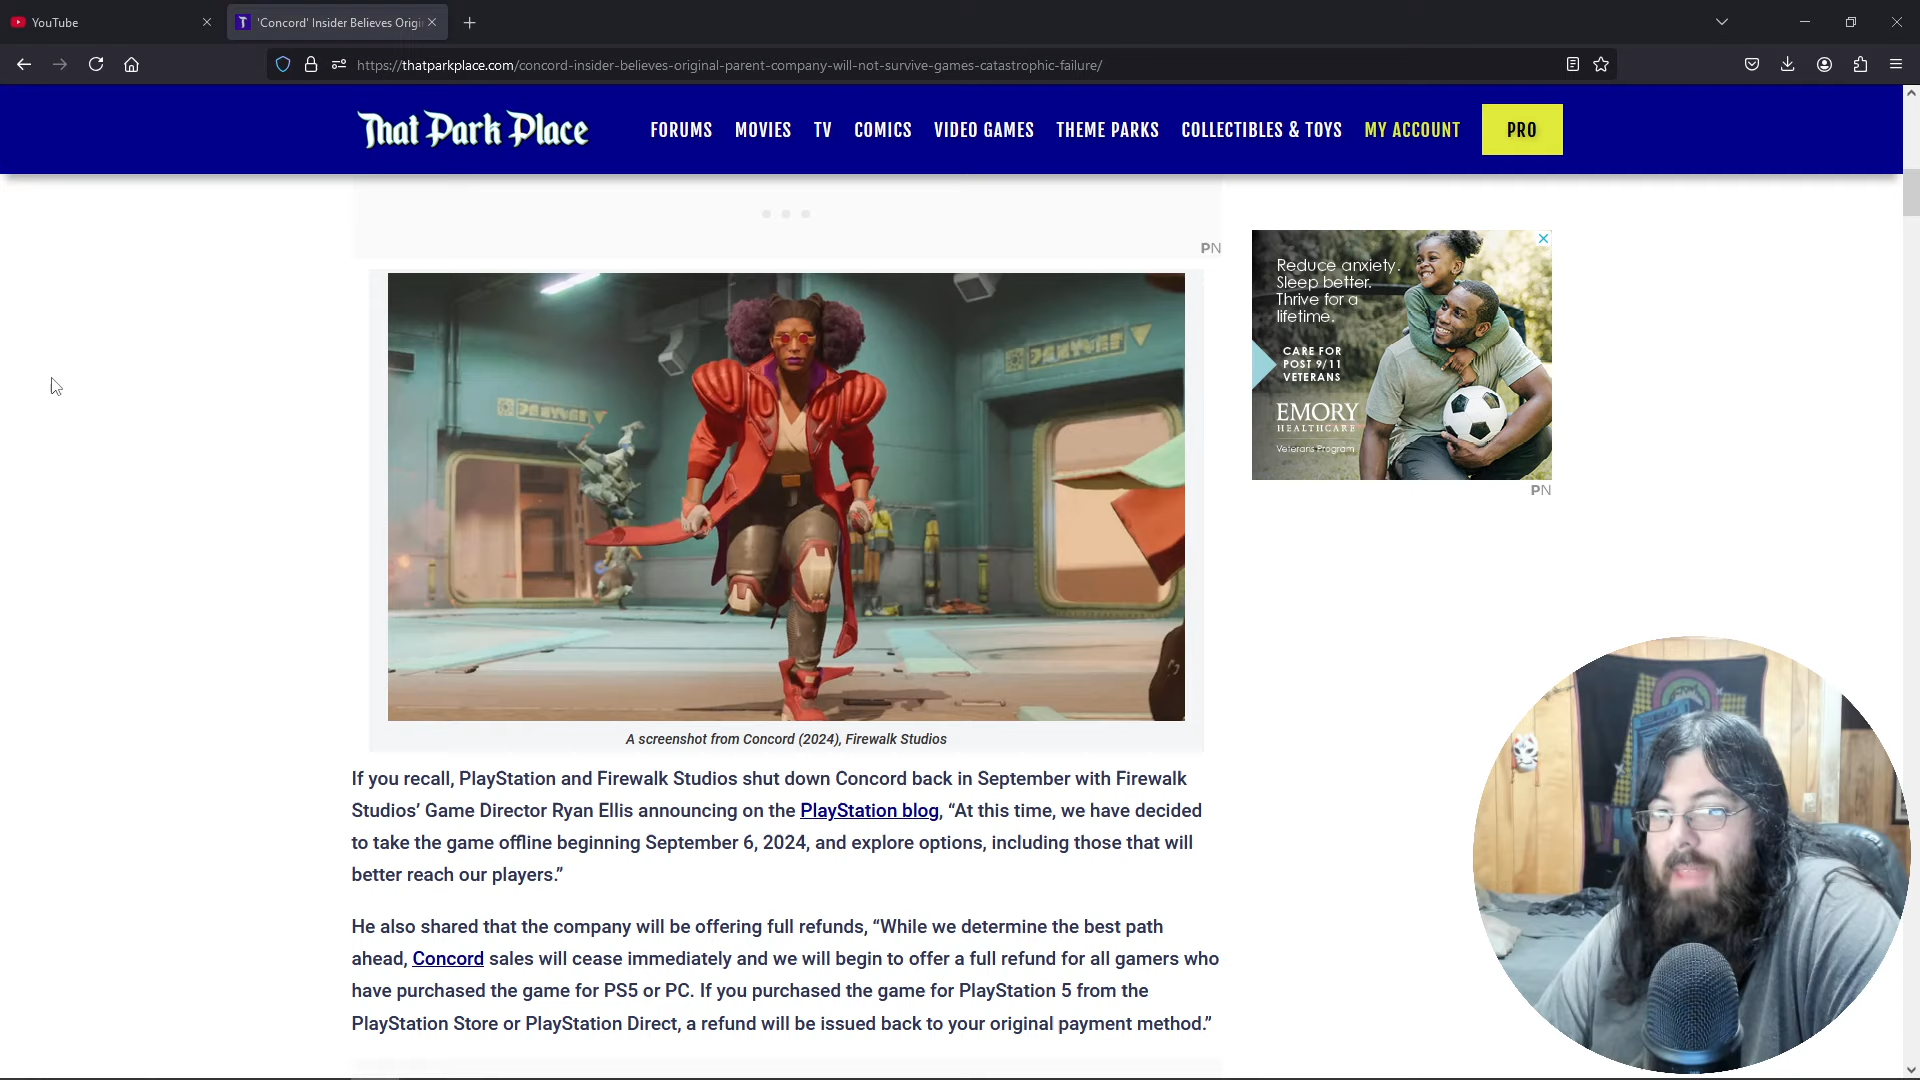 YouTube
'Concord' Insider Believes Origi
https://thatparkplace.com/concord-insider-believes-original-parent-company-will-not-survive-games-catastrophic-failure/
That Park Place
FORUMS MOVIES TV COMICS VIDEO GAMES THEME PARKS COLLECTIBLES & TOYS MY ACCOUNT PRO
PN
Reduce anxiety.
Sleep better.
Thrive for a
lifetime.
CARE FOR
POST 9/11
VETERANS
EMORY
HEALTHCARE
Veterans Program
PN
A screenshot from Concord (2024), Firewalk Studios
If you recall, PlayStation and Firewalk Studios shut down Concord back in September with Firewalk
Studios’ Game Director Ryan Ellis announcing on the PlayStation blog, “At this time, we have decided
to take the game offline beginning September 6, 2024, and explore options, including those that will
better reach our players.”
He also shared that the company will be offering full refunds, “While we determine the best path
ahead, Concord sales will cease immediately and we will begin to offer a full refund for all gamers who
have purchased the game for PS5 or PC. If you purchased the game for PlayStation 5 from the
PlayStation Store or PlayStation Direct, a refund will be issued back to your original payment method.”